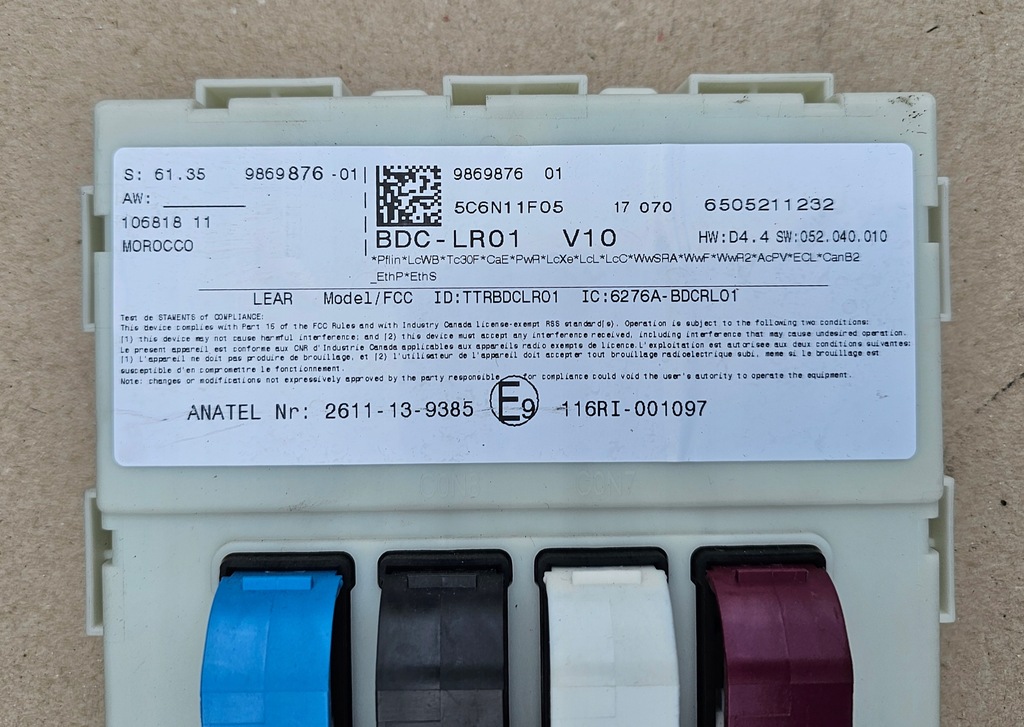 S: 61.35 9869876 -01|
AW: ________
106818 11
MOROCCO
9869876 01
5C6N11F05 17 070 6505211232
BDC-LR01 V10 HW:D4.4 SW:052.040.010
*Pflin*LcWB*Tc30F*CaE*PwR*LcXe*LcL*LcC*WwSRA*WwF*WwR2*AcPV*ECL*CanB2
_EthP*EthS
LEAR Model/FCC ID:TTRBDCLR01 IC:6276A-BDCRL01
Test de STAMENTS of COMPLIANCE:
This device complies with Part 15 of the FCC Rules and with Industry Canada license-exempt RSS standard(s). Operation is subject to the following two conditions:
(1) this device may not cause harmful interference: and (2) this device must accept any interference received, including interference that may cause undesired operation.
Le present appareil est conforme aux CNR d'Industrie Canada applicables aux appareils radio exempts de licence L'exploitation est autorisee aux deux conditions suivantes:
(1) L'appareil ne doit pas produire de brouillage, et (2) l'utilisateur de l'appareil doit accepter tout brouillage radioelectrique subi, meme si le brouillage est
susceptible d'en comprometre le fonctionnement.
Note: changes or modifications not expressively approved by the party responsible for compliance could void the user's autority to operate the equipment.
ANATEL Nr: 2611-13-9385 E9 116RI-001097